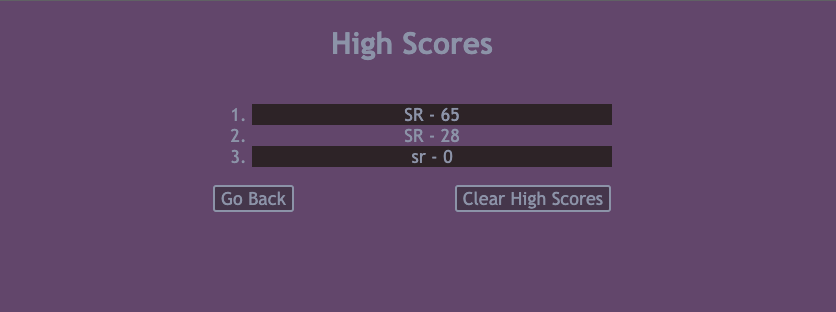 High Scores
1. SR - 65
2. SR - 28
3. sr - 0
Go Back
Clear High Scores